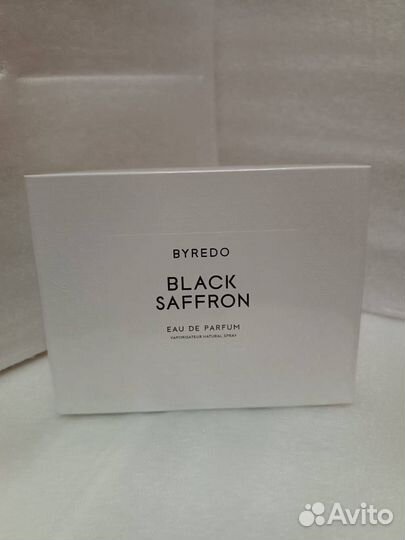 BYREDO
BLACK
SAFFRON
EAU DE PARFUM
VAPORISATEUR NATURAL SPRAY
Avito